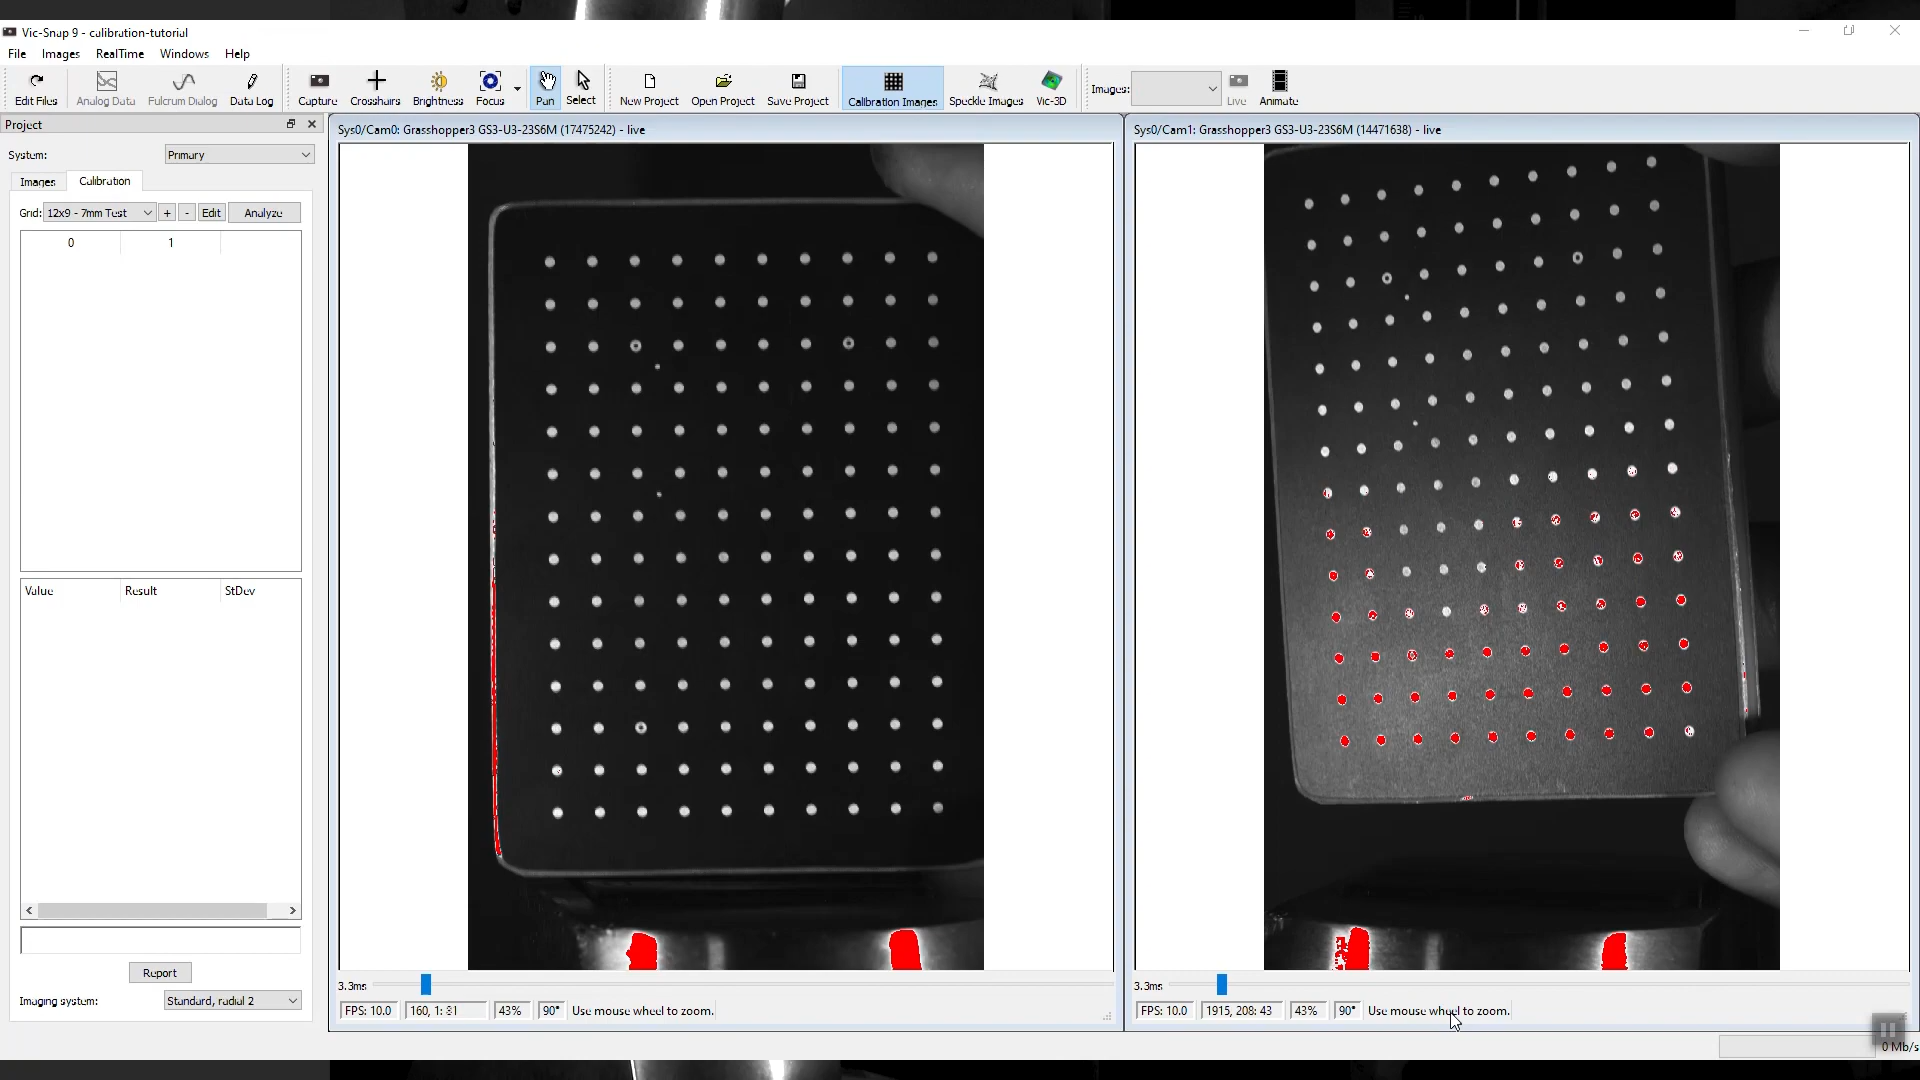 Vic-Snap 9 - calibration-tutorial
File Images RealTime Windows Help
Edit Files Analog Data Fulcrum Dialog Data Log Capture Crosshairs Brightness Focus Pan Select New Project Open Project Save Project Calibration Images Speckle Images Vic-3D Images: Live Animate
Project
System: Primary
Images Calibration
Grid: 12x9 - 7mm Test + - Edit Analyze
0 1
Value Result StDev
Report
Imaging system: Standard, radial 2
Sys0/Cam0: Grasshopper3 GS3-U3-23S6M (17475242) - live
3.3ms
FPS: 10.0 160, 1: 31 43% 90° Use mouse wheel to zoom.
Sys0/Cam1: Grasshopper3 GS3-U3-23S6M (14471638) - live
3.3ms
FPS: 10.0 1915, 208: 43 43% 90° Use mouse wheel to zoom.
0 Mb/s